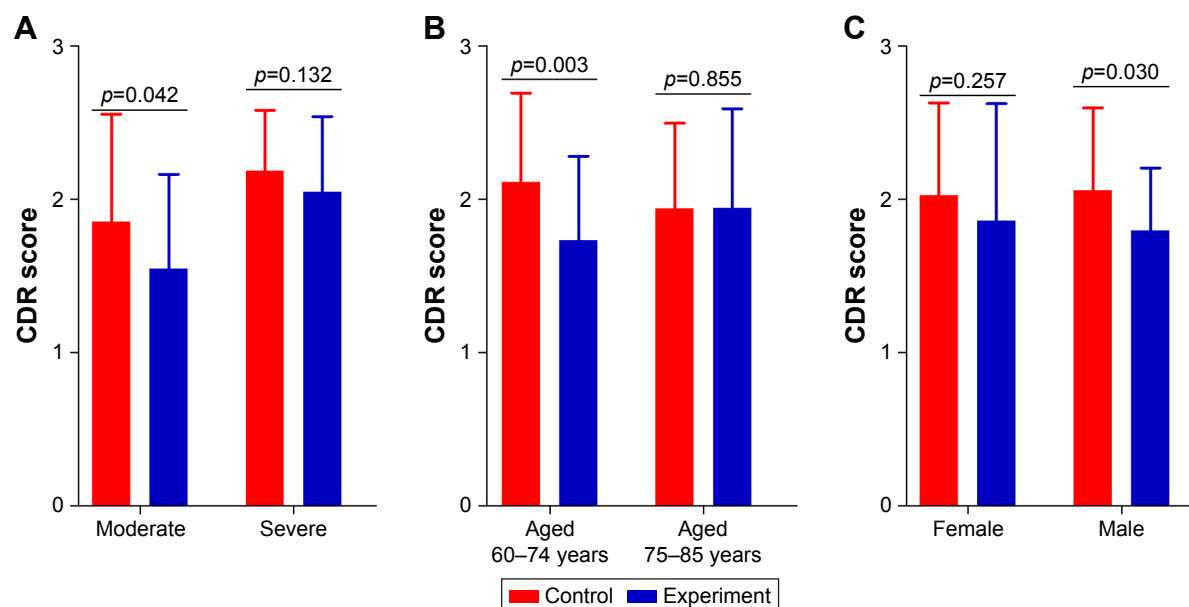 A
CDR score
3
2
1
0
p=0.042
p=0.132
Moderate
Severe
B
CDR score
3
2
1
0
p=0.003
p=0.855
Aged
60–74 years
Aged
75–85 years
C
CDR score
3
2
1
0
p=0.257
p=0.030
Female
Male
Control
Experiment